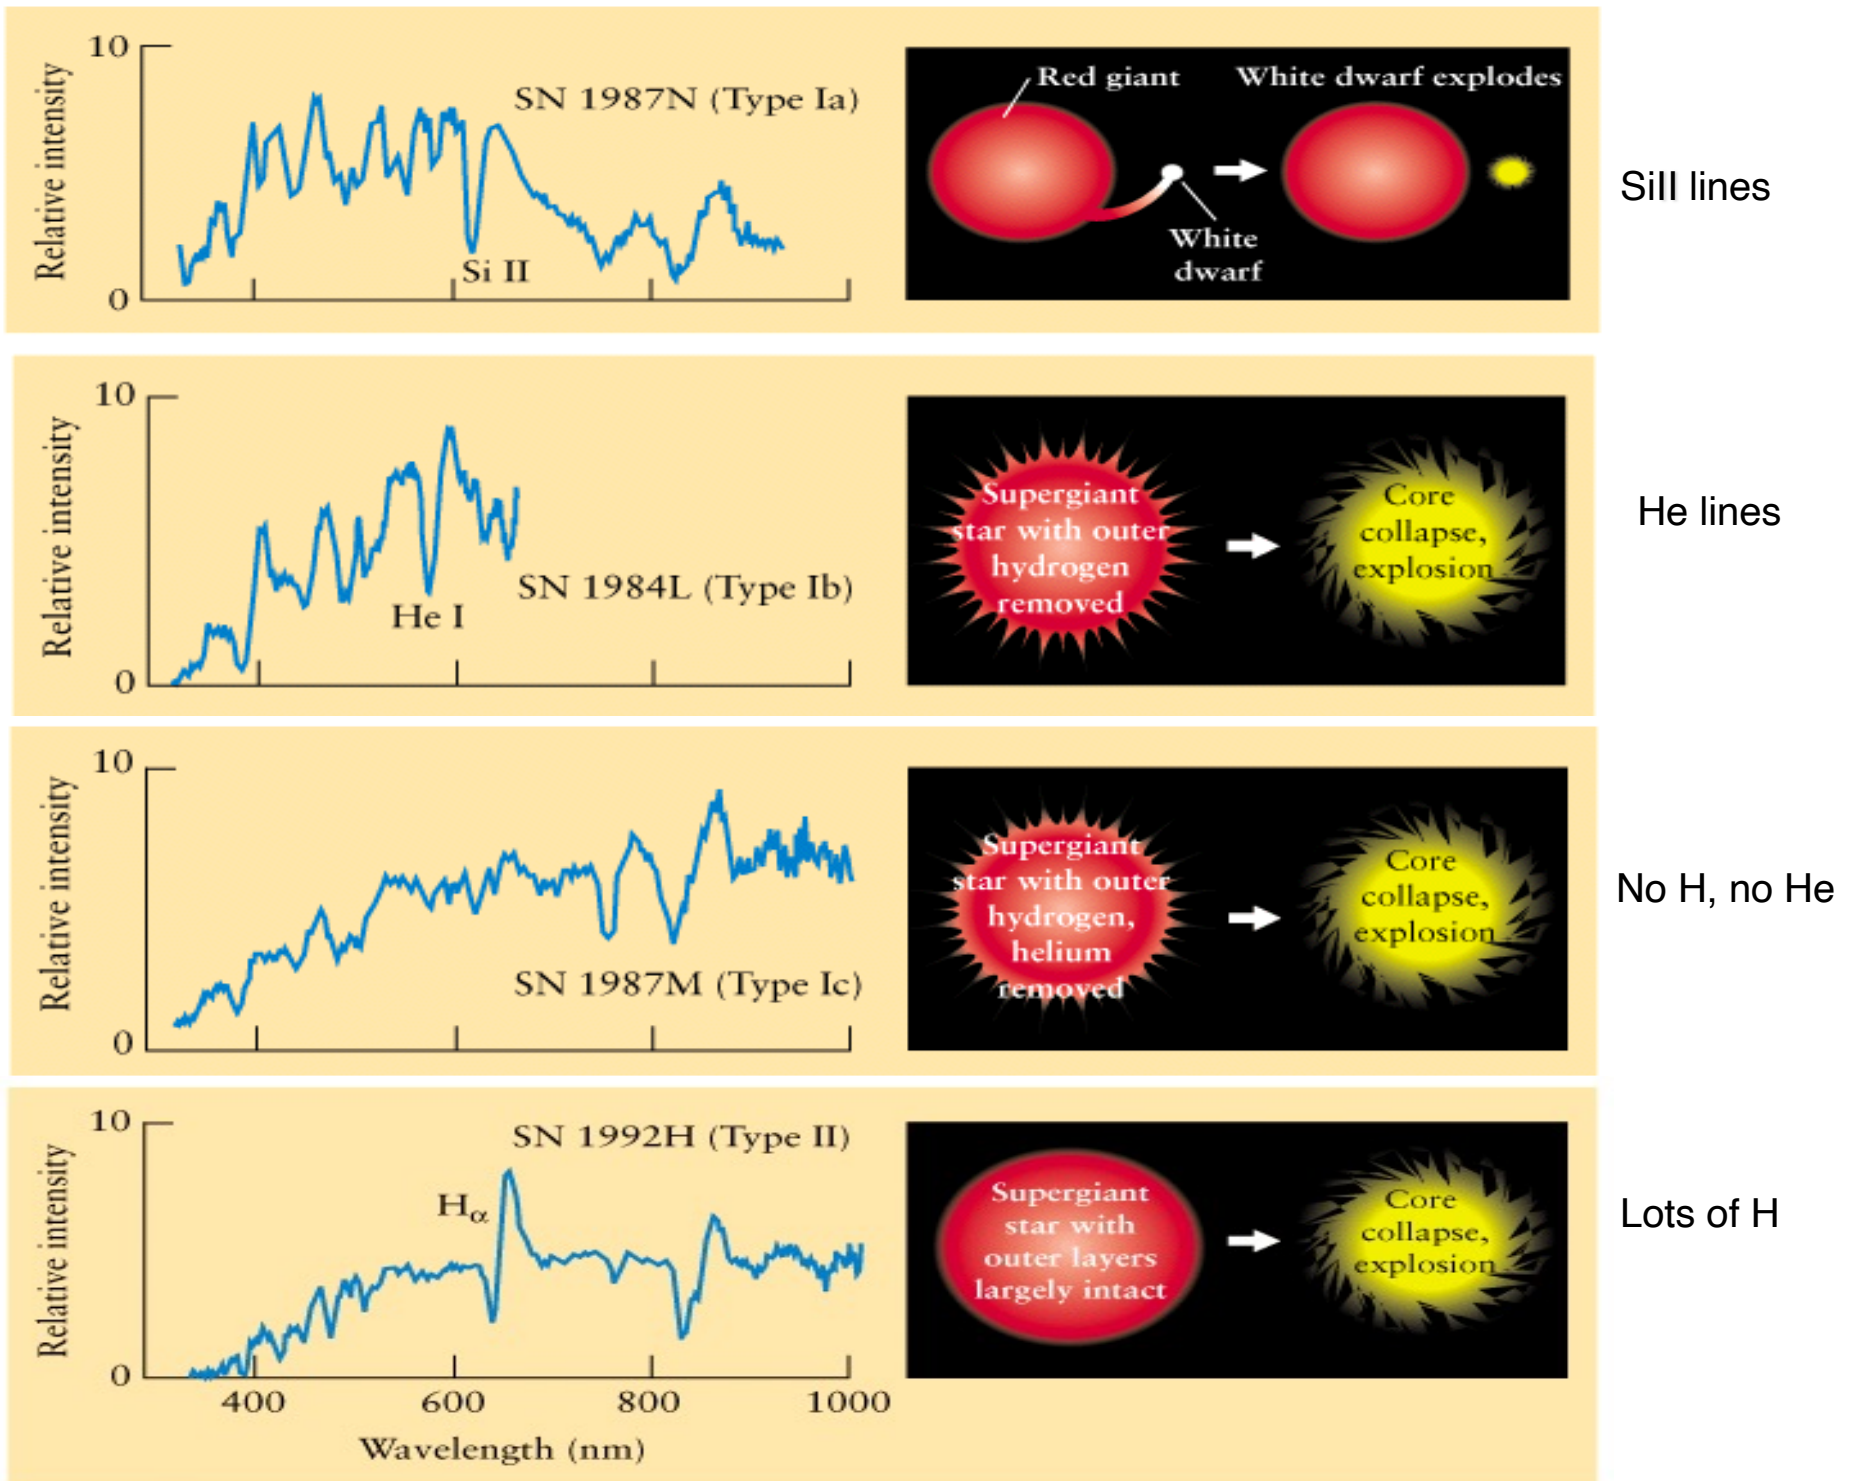 10
Relative intensity
0
SN 1987N (Type Ia)
Si II
Red giant
White dwarf explodes
White
dwarf
SiII lines
10
Relative intensity
0
SN 1984L (Type Ib)
He I
Supergiant
star with outer
hydrogen
removed
Core
collapse,
explosion
He lines
10
Relative intensity
0
SN 1987M (Type Ic)
Supergiant
star with outer
hydrogen,
helium
removed
Core
collapse,
explosion
No H, no He
10
Relative intensity
0
SN 1992H (Type II)
Hα
400 600 800 1000
Wavelength (nm)
Supergiant
star with
outer layers
largely intact
Core
collapse,
explosion
Lots of H